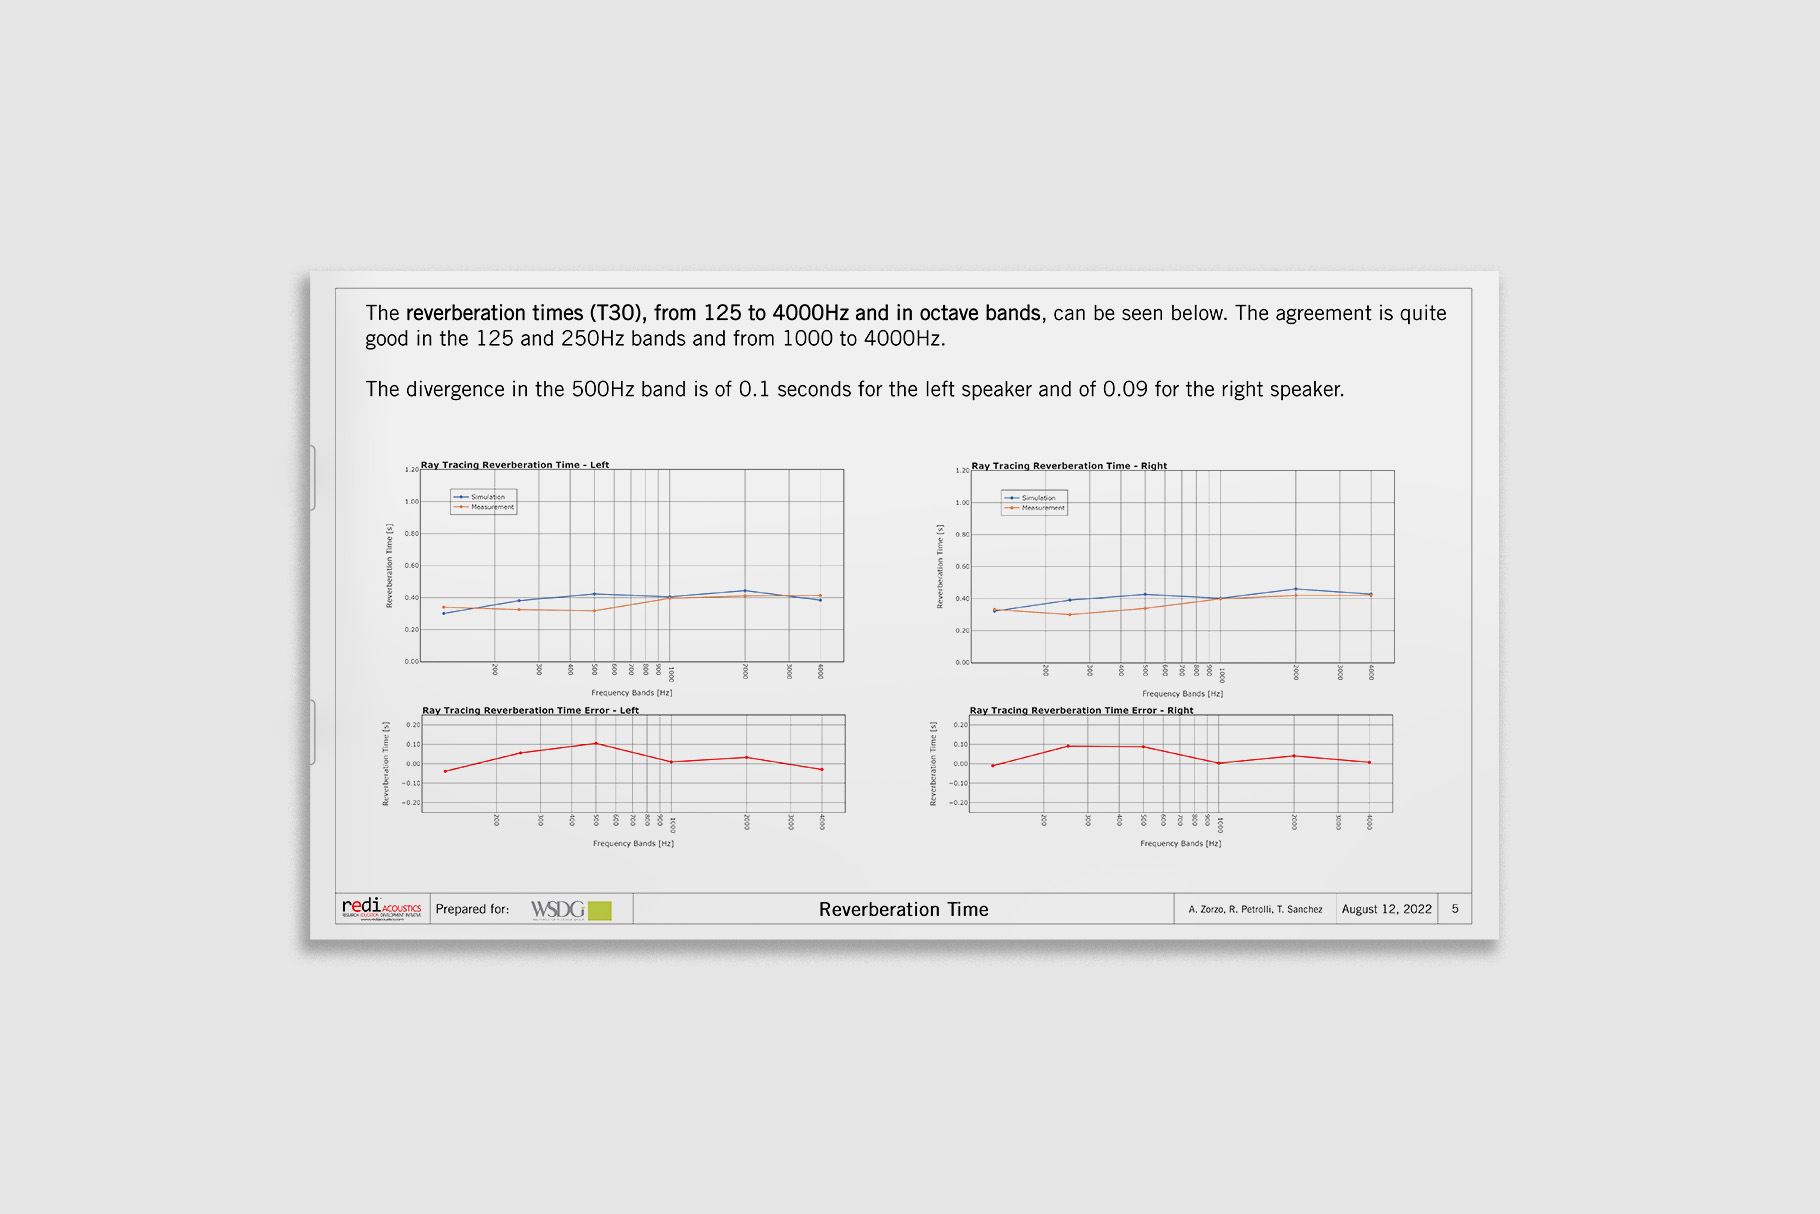 The reverberation times (T30), from 125 to 4000Hz and in octave bands, can be seen below. The agreement is quite
good in the 125 and 250Hz bands and from 1000 to 4000Hz.
The divergence in the 500Hz band is of 0.1 seconds for the left speaker and of 0.09 for the right speaker.
Ray Tracing Reverberation Time - Left
1.20
1.00
0.80
0.60
0.40
0.20
0.00
Reverberation Time [s]
Simulation
Measurement
200 300 400 500 600 700 800 900 1000 2000 3000 4000
Frequency Bands [Hz]
Ray Tracing Reverberation Time - Right
1.20
1.00
0.80
0.60
0.40
0.20
0.00
Reverberation Time [s]
Simulation
Measurement
200 300 400 500 600 700 800 900 1000 2000 3000 4000
Frequency Bands [Hz]
Ray Tracing Reverberation Time Error - Left
0.20
0.10
0.00
−0.10
−0.20
Reverberation Time [s]
200 300 400 500 600 700 800 900 1000 2000 3000 4000
Frequency Bands [Hz]
Ray Tracing Reverberation Time Error - Right
0.20
0.10
0.00
−0.10
−0.20
Reverberation Time [s]
200 300 400 500 600 700 800 900 1000 2000 3000 4000
Frequency Bands [Hz]
redi ACOUSTICS
RESEARCH EDUCATION DEVELOPMENT INITIATIVE
www.rediacoustics.com
Prepared for:
WSDG
Reverberation Time
A. Zorzo, R. Petrolli, T. Sanchez
August 12, 2022
5